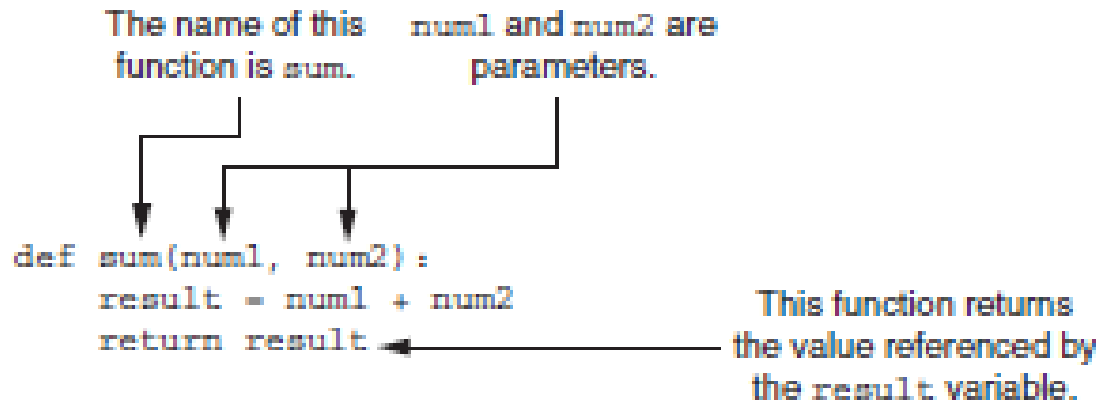 The name of this
function is sum.
num1 and num2 are
parameters.
def sum(num1, num2):
result = num1 + num2
return result
This function returns
the value referenced by
the result variable.